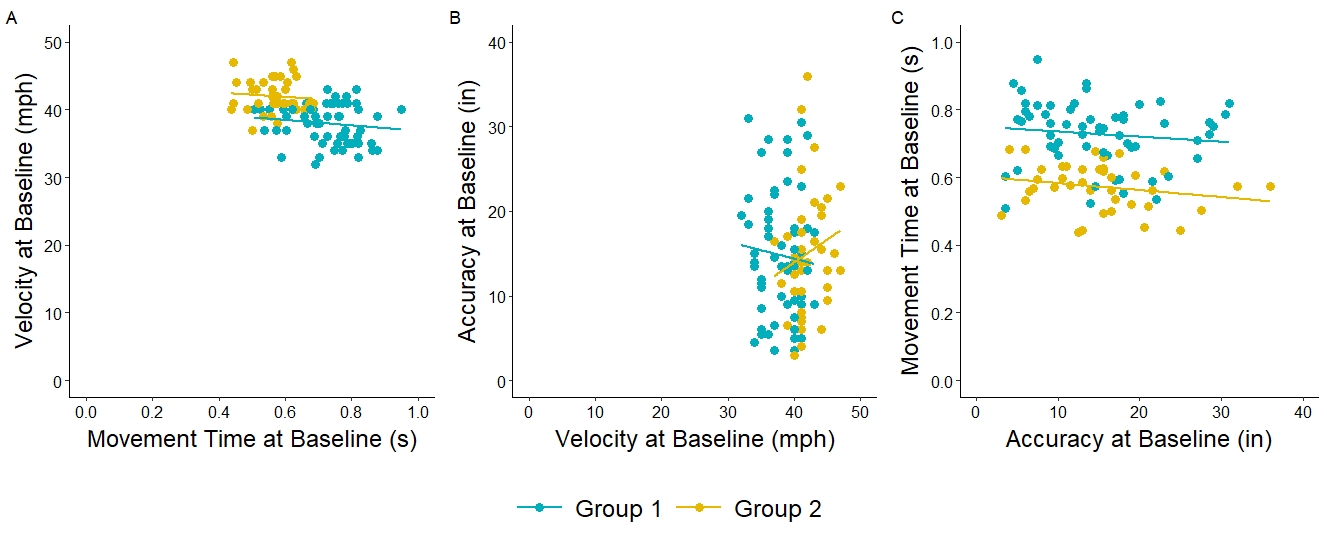 A
Velocity at Baseline (mph)
50
40
30
20
10
0
0.0 0.2 0.4 0.6 0.8 1.0
Movement Time at Baseline (s)
B
Accuracy at Baseline (in)
40
30
20
10
0
0 10 20 30 40 50
Velocity at Baseline (mph)
C
Movement Time at Baseline (s)
1.0
0.8
0.6
0.4
0.2
0.0
0 10 20 30 40
Accuracy at Baseline (in)
Group 1 Group 2